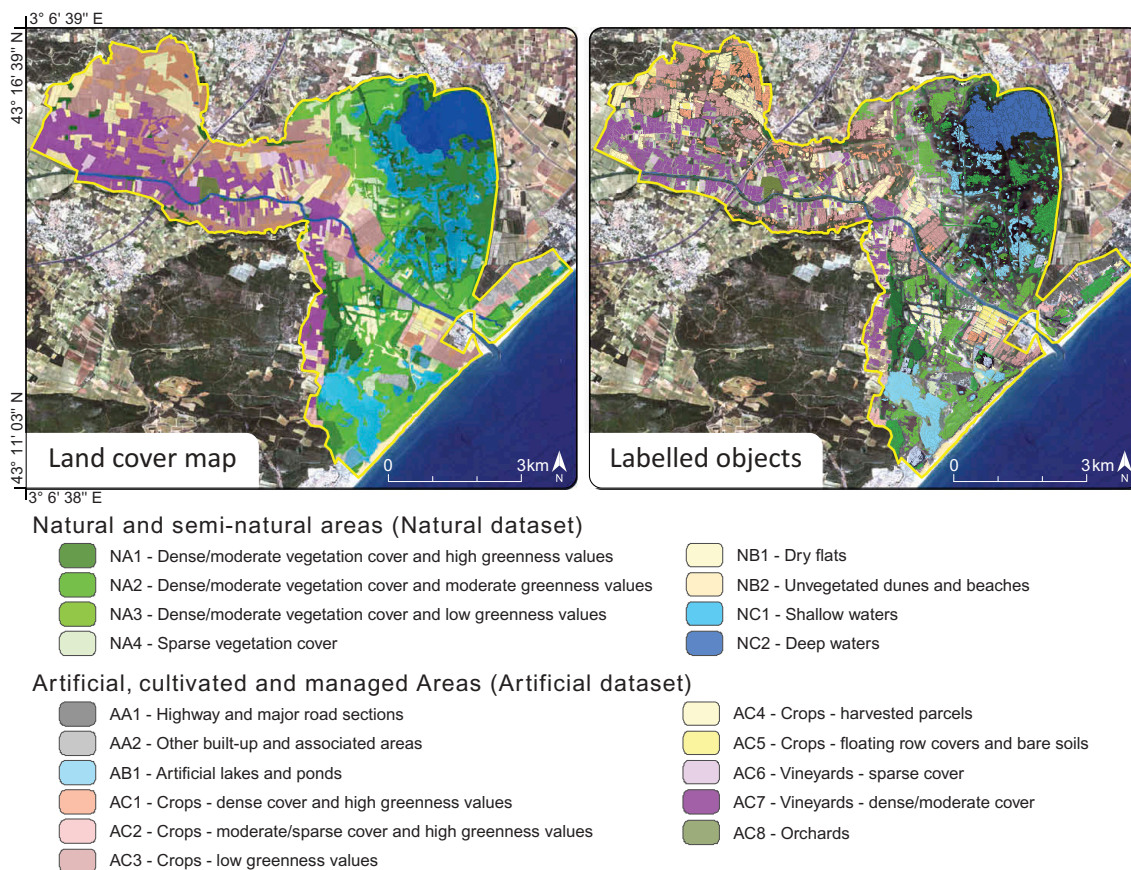 3° 6' 39" E
43° 16' 39" N
Land cover map
0 3km
N
Labelled objects
0 3km
N
43° 11' 03" N
3° 6' 38" E
Natural and semi-natural areas (Natural dataset)
NA1 - Dense/moderate vegetation cover and high greenness values
NA2 - Dense/moderate vegetation cover and moderate greenness values
NA3 - Dense/moderate vegetation cover and low greenness values
NA4 - Sparse vegetation cover
NB1 - Dry flats
NB2 - Unvegetated dunes and beaches
NC1 - Shallow waters
NC2 - Deep waters
Artificial, cultivated and managed Areas (Artificial dataset)
AA1 - Highway and major road sections
AA2 - Other built-up and associated areas
AB1 - Artificial lakes and ponds
AC1 - Crops - dense cover and high greenness values
AC2 - Crops - moderate/sparse cover and high greenness values
AC3 - Crops - low greenness values
AC4 - Crops - harvested parcels
AC5 - Crops - floating row covers and bare soils
AC6 - Vineyards - sparse cover
AC7 - Vineyards - dense/moderate cover
AC8 - Orchards